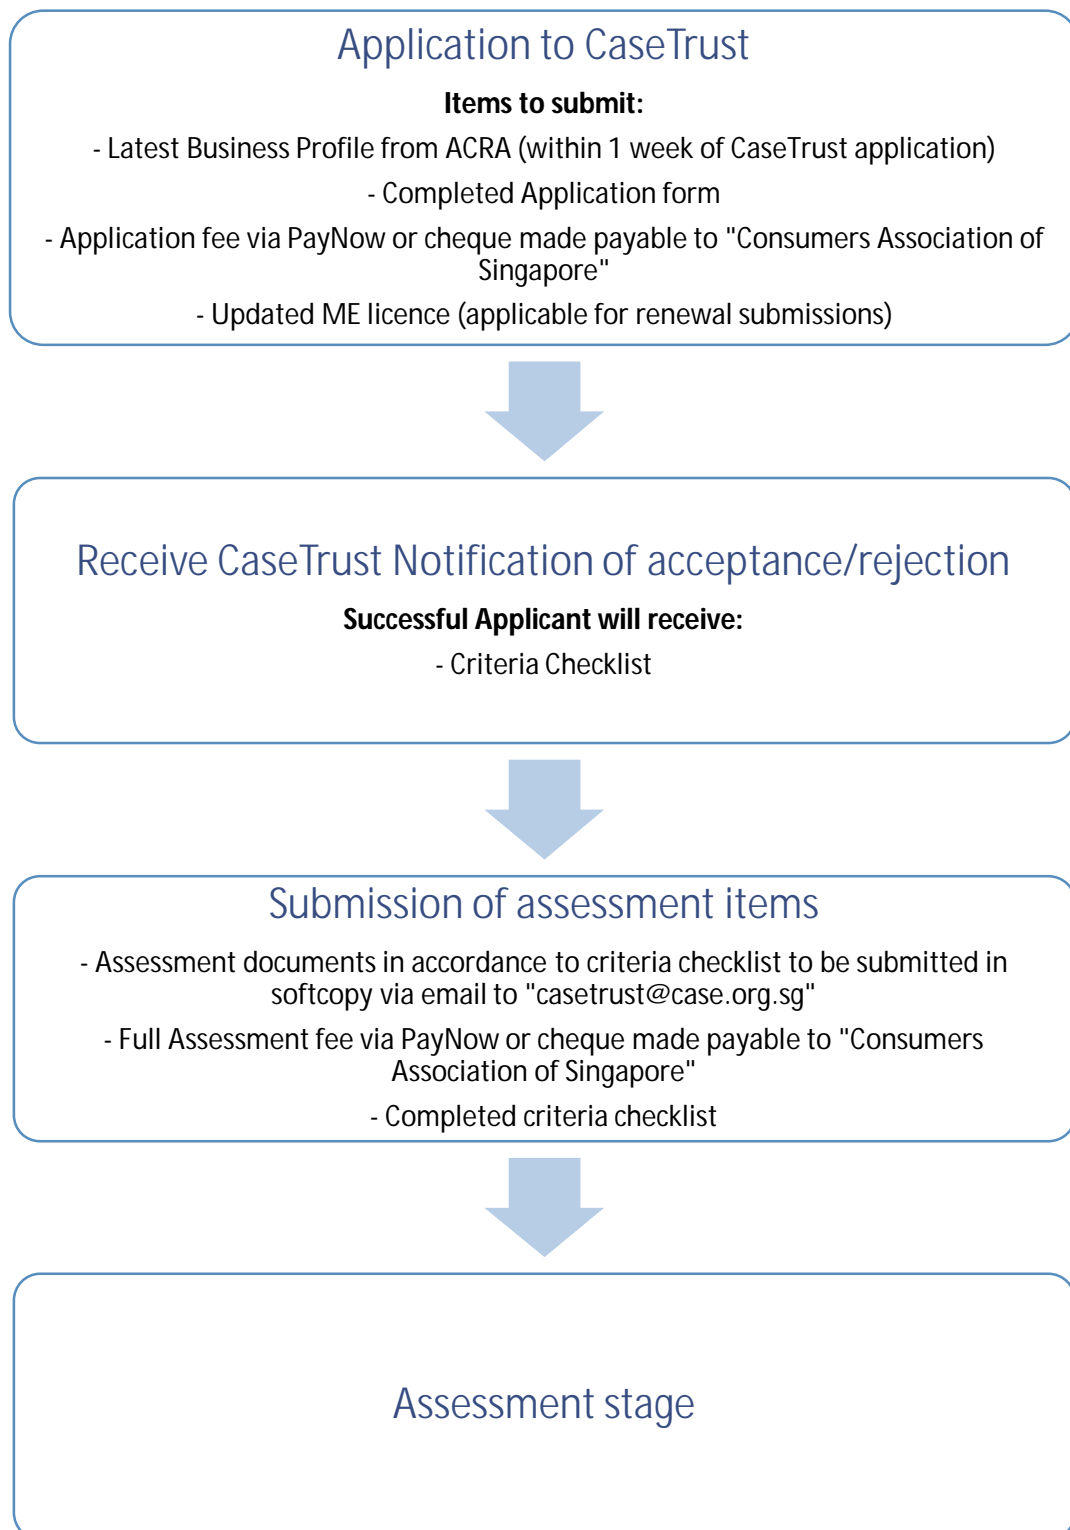 Application to CaseTrust
Items to submit:
- Latest Business Profile from ACRA (within 1 week of CaseTrust application)
- Completed Application form
- Application fee via PayNow or cheque made payable to "Consumers Association of
Singapore"
- Updated ME licence (applicable for renewal submissions)
Receive CaseTrust Notification of acceptance/rejection
Successful Applicant will receive:
- Criteria Checklist
Submission of assessment items
- Assessment documents in accordance to criteria checklist to be submitted in
softcopy via email to "casetrust@case.org.sg"
- Full Assessment fee via PayNow or cheque made payable to "Consumers
Association of Singapore"
- Completed criteria checklist
Assessment stage